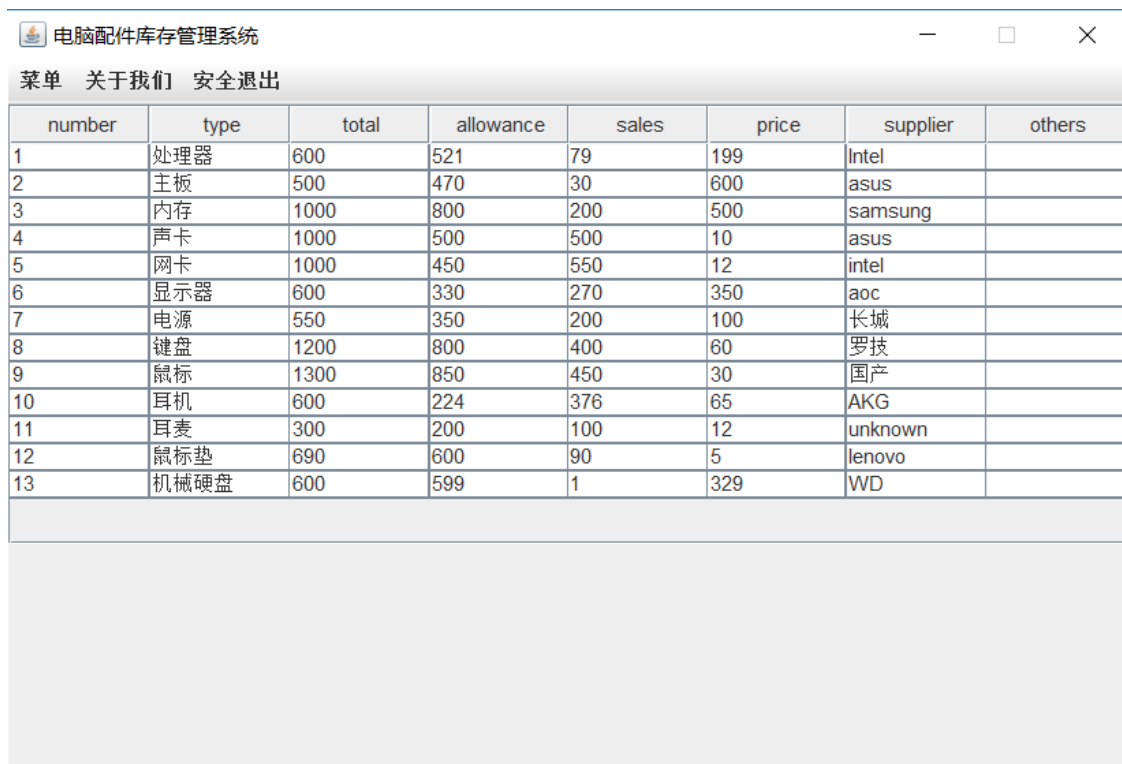 电脑配件库存管理系统
菜单 关于我们 安全退出
number type total allowance sales price supplier others
1 处理器 600 521 79 199 Intel
2 主板 500 470 30 600 asus
3 内存 1000 800 200 500 samsung
4 声卡 1000 500 500 10 asus
5 网卡 1000 450 550 12 intel
6 显示器 600 330 270 350 aoc
7 电源 550 350 200 100 长城
8 键盘 1200 800 400 60 罗技
9 鼠标 1300 850 450 30 国产
10 耳机 600 224 376 65 AKG
11 耳麦 300 200 100 12 unknown
12 鼠标垫 690 600 90 5 lenovo
13 机械硬盘 600 599 1 329 WD